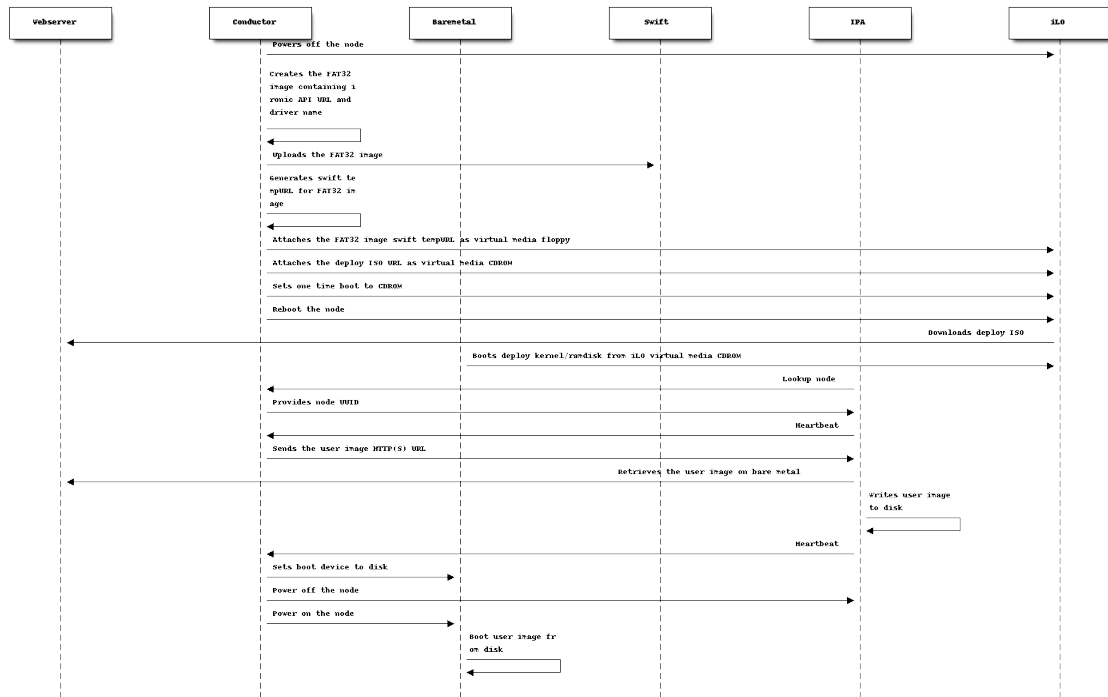 Webserver
Conductor
Baremetal
Swift
IPA
iLO
Powers off the node
Creates the FAT32
image containing i
ronic API URL and
driver name
Uploads the FAT32 image
Generates swift te
mpURL for FAT32 im
age
Attaches the FAT32 image swift tempURL as virtual media floppy
Attaches the deploy ISO URL as virtual media CDROM
Sets one time boot to CDROM
Reboot the node
Downloads deploy ISO
Boots deploy kernel/ramdisk from iLO virtual media CDROM
Lookup node
Provides node UUID
Heartbeat
Sends the user image HTTP(S) URL
Retrieves the user image on bare metal
Writes user image
to disk
Heartbeat
Sets boot device to disk
Power off the node
Power on the node
Boot user image fr
om disk